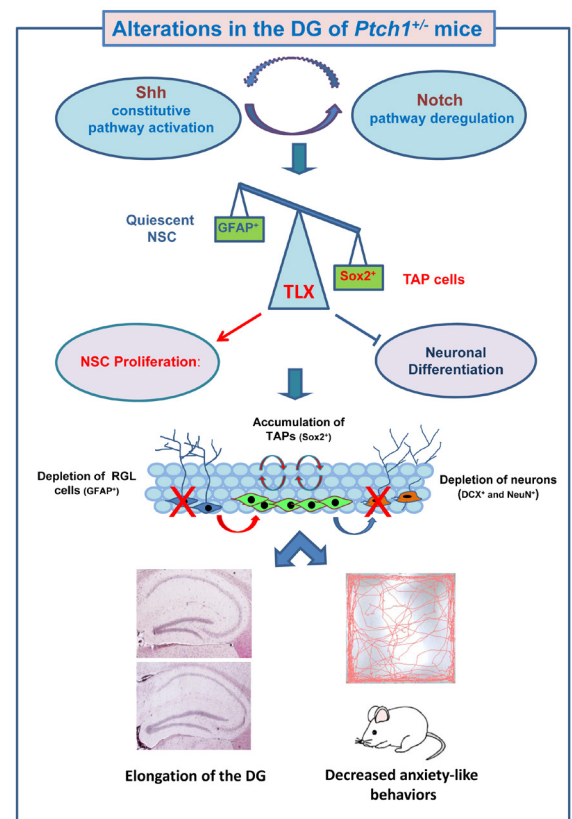 Alterations in the DG of Ptch1+/- mice
Shh
constitutive
pathway activation
Notch
pathway deregulation
Quiescent
NSC
GFAP+
Sox2+
TLX
TAP cells
NSC Proliferation:
Neuronal
Differentiation
Accumulation of
TAPs (Sox2+)
Depletion of RGL
cells (GFAP+)
Depletion of neurons
(DCX+ and NeuN+)
Elongation of the DG
Decreased anxiety-like
behaviors